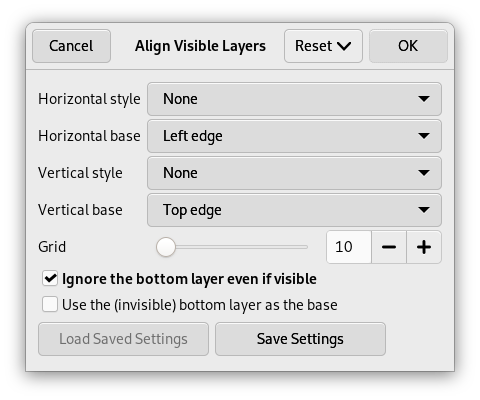 Cancel Align Visible Layers Reset OK
Horizontal style None
Horizontal base Left edge
Vertical style None
Vertical base Top edge
Grid 10
Ignore the bottom layer even if visible
Use the (invisible) bottom layer as the base
Load Saved Settings Save Settings